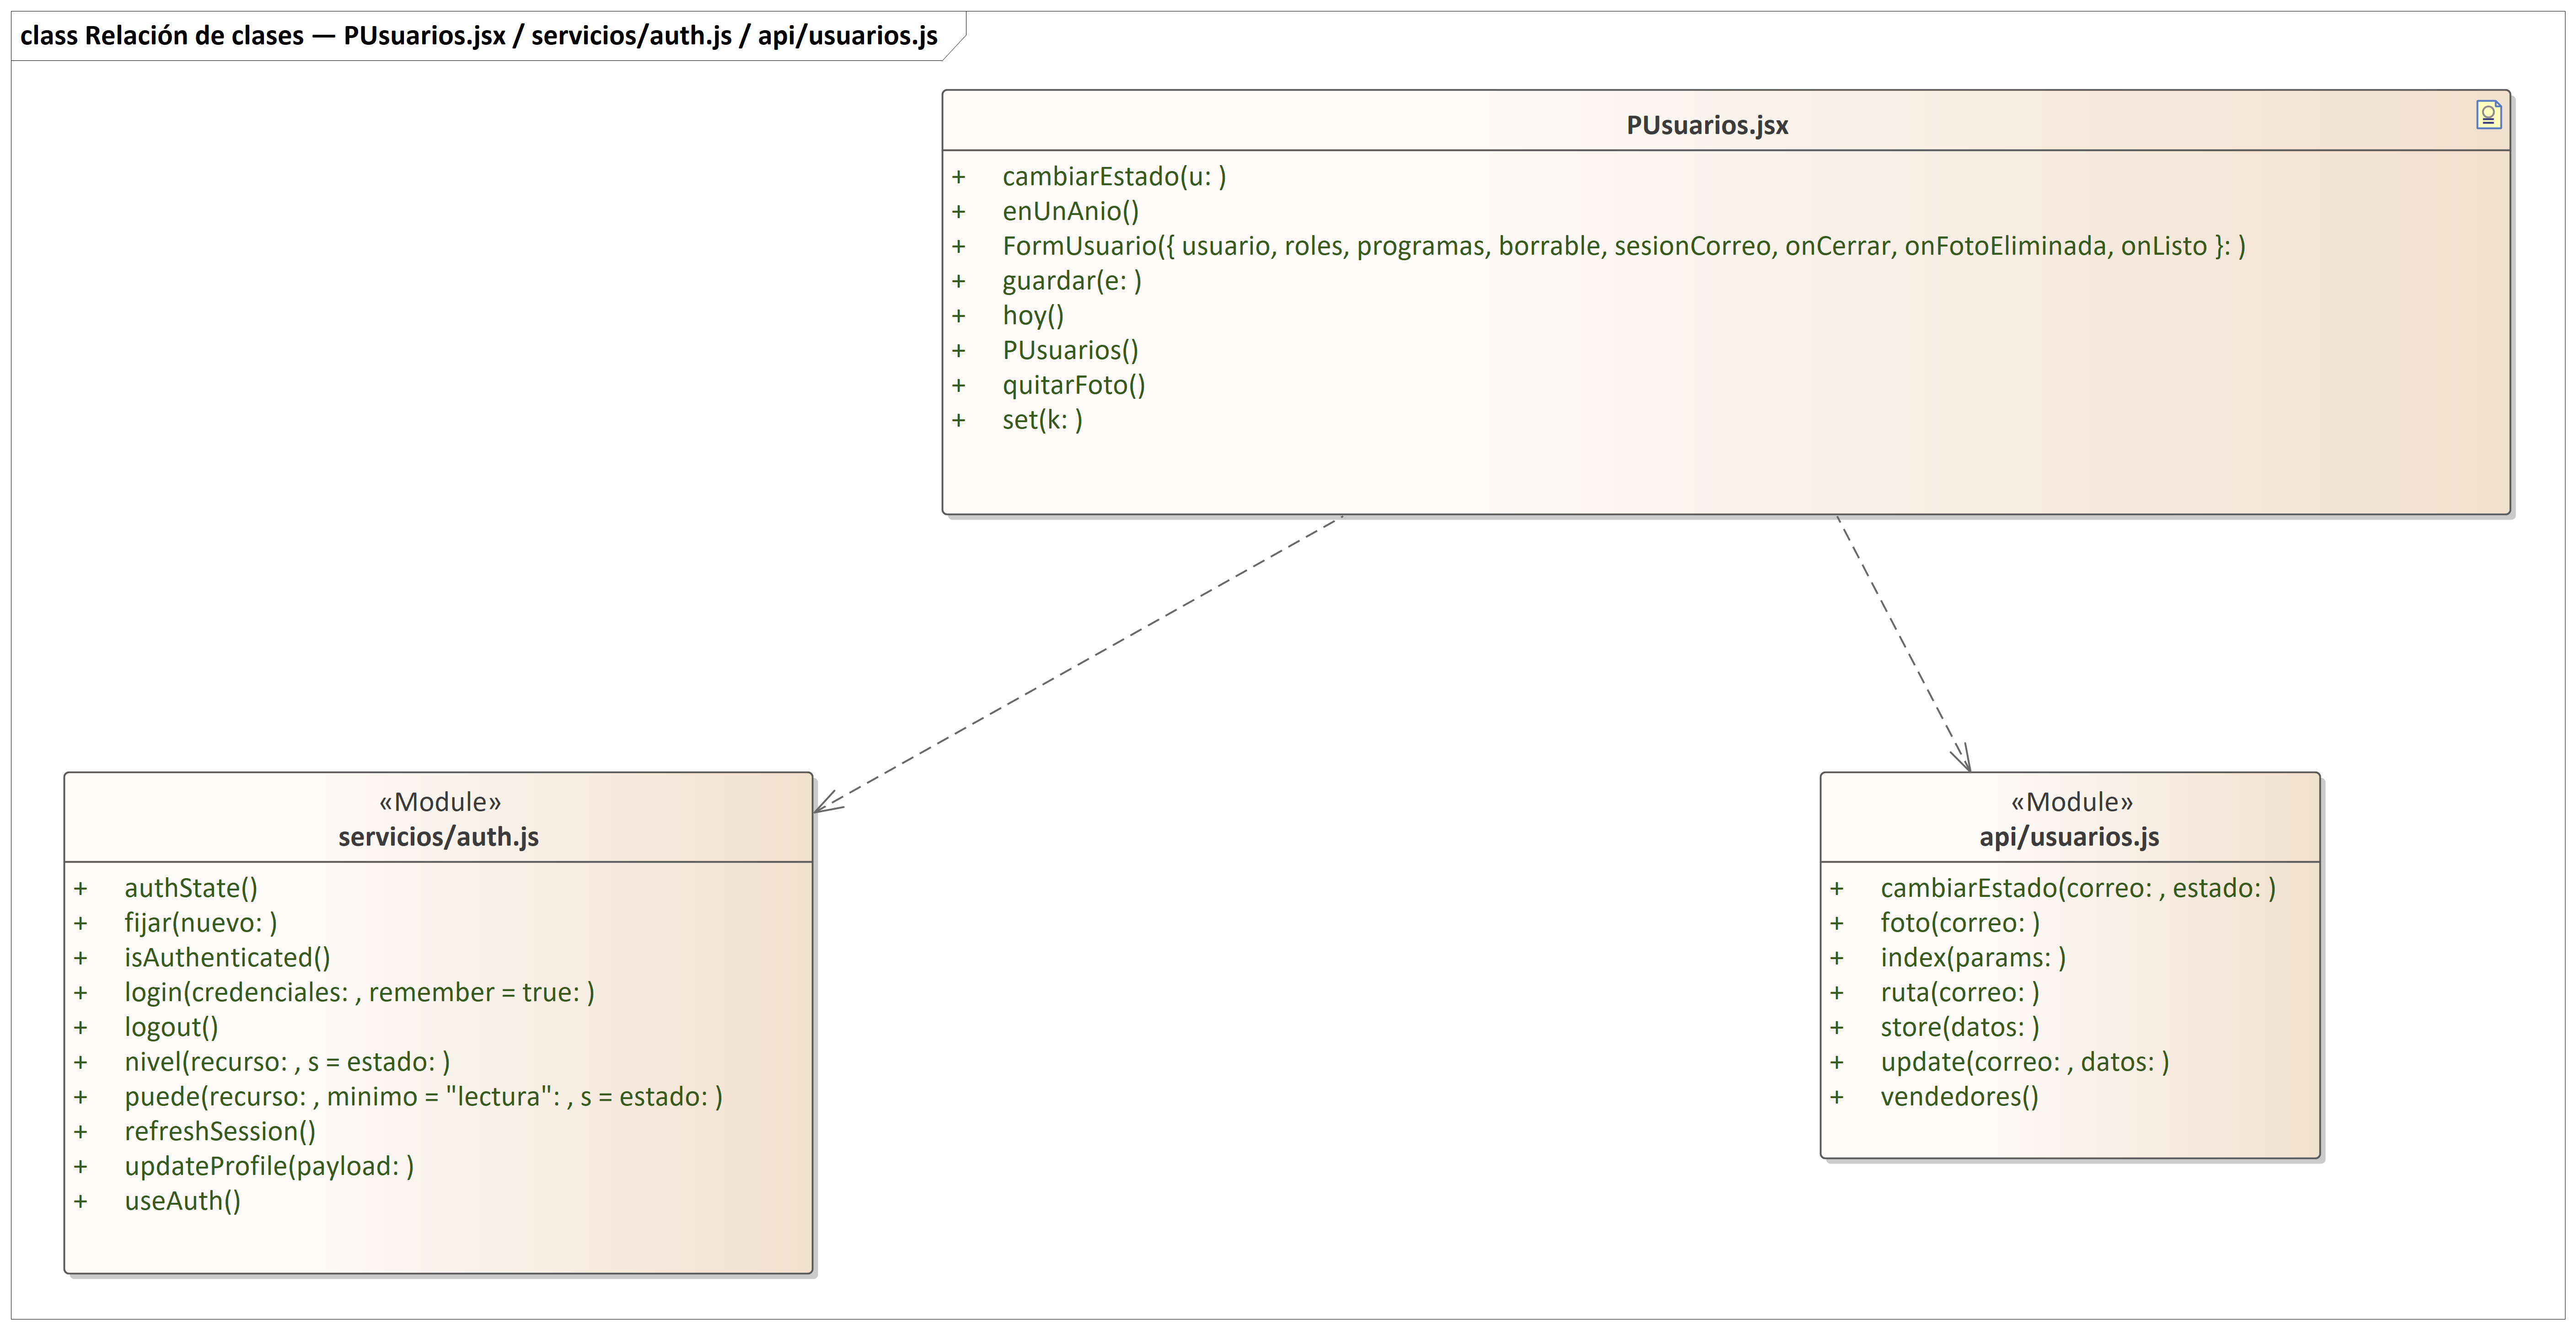 class Relación de clases — PUsuarios.jsx / servicios/auth.js / api/usuarios.js
PUsuarios.jsx
+ cambiarEstado(u: )
+ enUnAnio()
+ FormUsuario({ usuario, roles, programas, borrable, sesionCorreo, onCerrar, onFotoEliminada, onListo }: )
+ guardar(e: )
+ hoy()
+ PUsuarios()
+ quitarFoto()
+ set(k: )
«Module»
servicios/auth.js
+ authState()
+ fijar(nuevo: )
+ isAuthenticated()
+ login(credenciales: , remember = true: )
+ logout()
+ nivel(recurso: , s = estado: )
+ puede(recurso: , minimo = "lectura": , s = estado: )
+ refreshSession()
+ updateProfile(payload: )
+ useAuth()
«Module»
api/usuarios.js
+ cambiarEstado(correo: , estado: )
+ foto(correo: )
+ index(params: )
+ ruta(correo: )
+ store(datos: )
+ update(correo: , datos: )
+ vendedores()